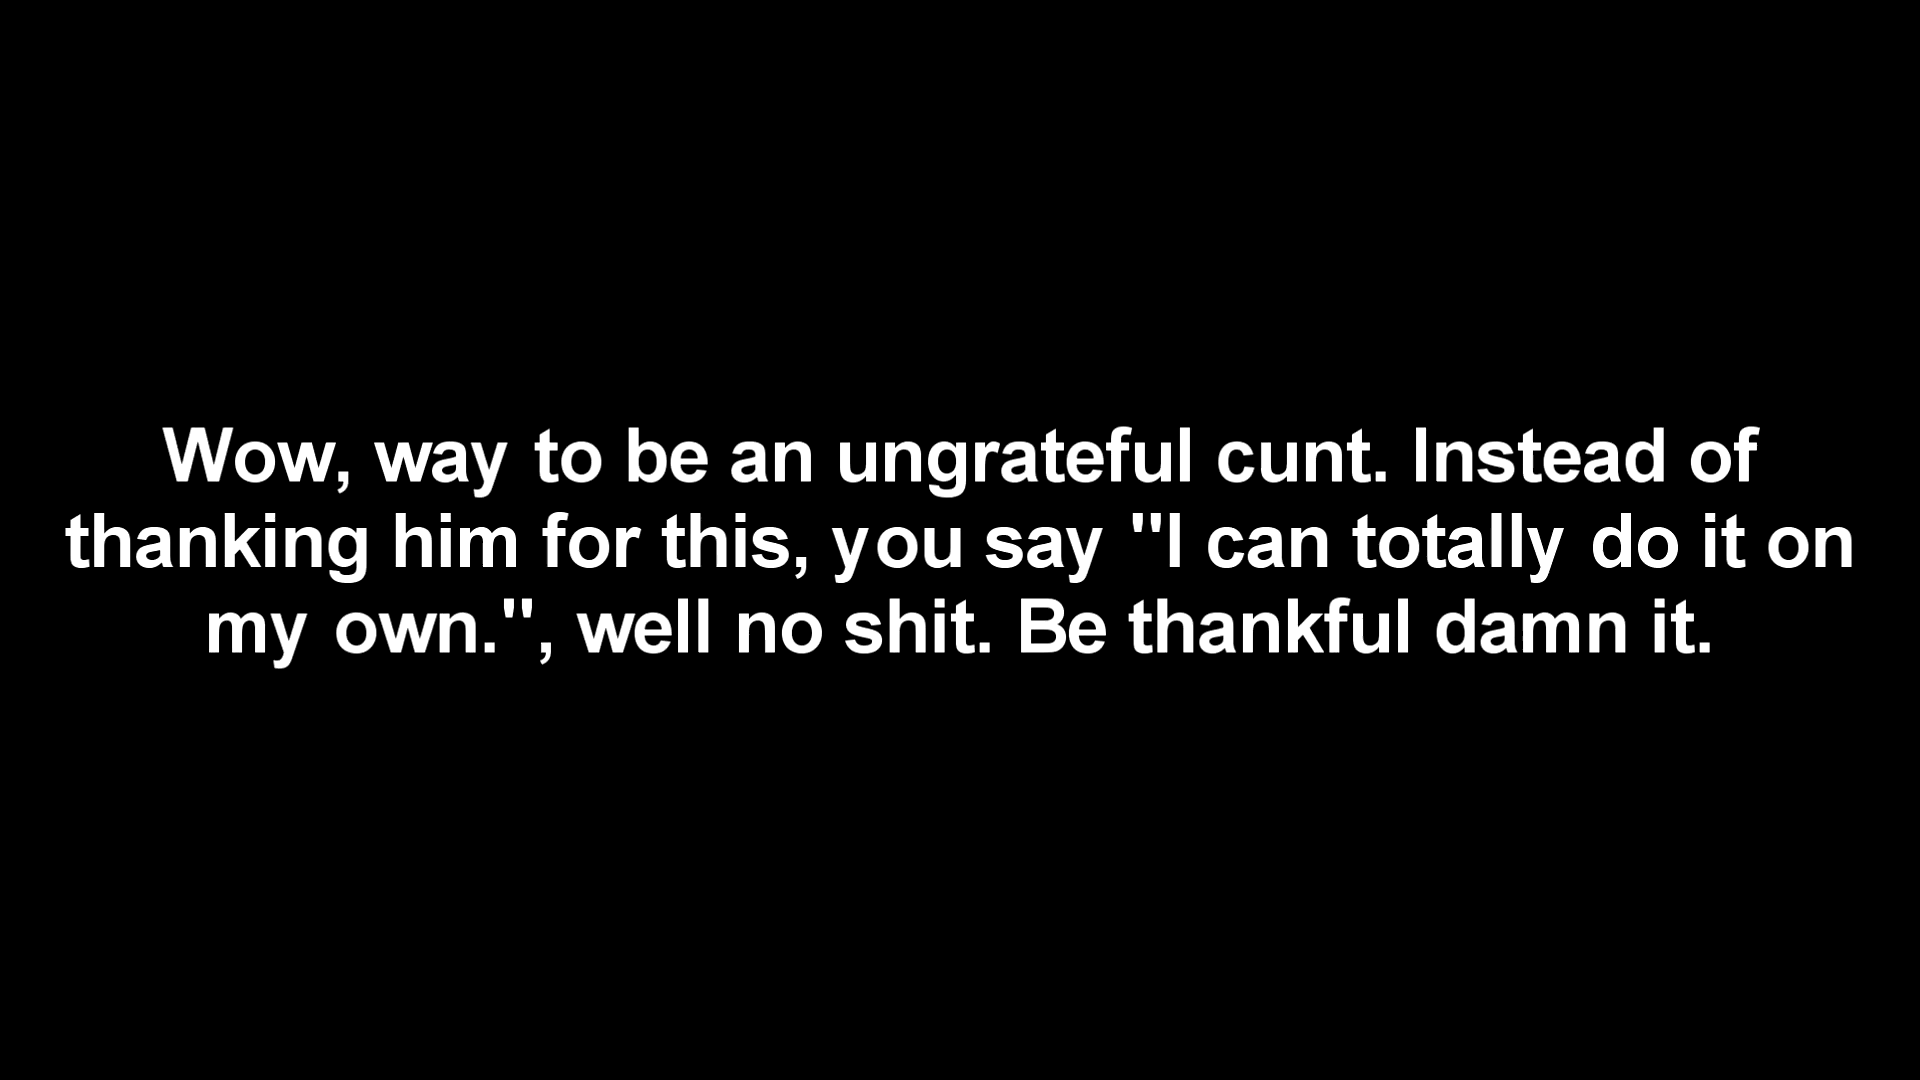 Wow, way to be an ungrateful cunt. Instead of
thanking him for this, you say "I can totally do it on
my own.", well no shit. Be thankful damn it.